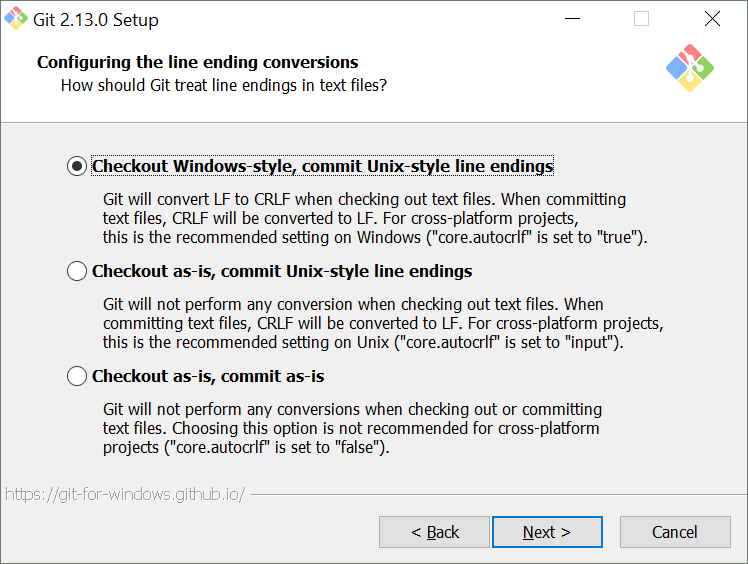 Git 2.13.0 Setup
Configuring the line ending conversions
How should Git treat line endings in text files?
Checkout Windows-style, commit Unix-style line endings
Git will convert LF to CRLF when checking out text files. When committing
text files, CRLF will be converted to LF. For cross-platform projects,
this is the recommended setting on Windows ("core.autocrlf" is set to "true").
Checkout as-is, commit Unix-style line endings
Git will not perform any conversion when checking out text files. When
committing text files, CRLF will be converted to LF. For cross-platform projects,
this is the recommended setting on Unix ("core.autocrlf" is set to "input").
Checkout as-is, commit as-is
Git will not perform any conversions when checking out or committing
text files. Choosing this option is not recommended for cross-platform
projects ("core.autocrlf" is set to "false").
https://git-for-windows.github.io/
< Back Next > Cancel